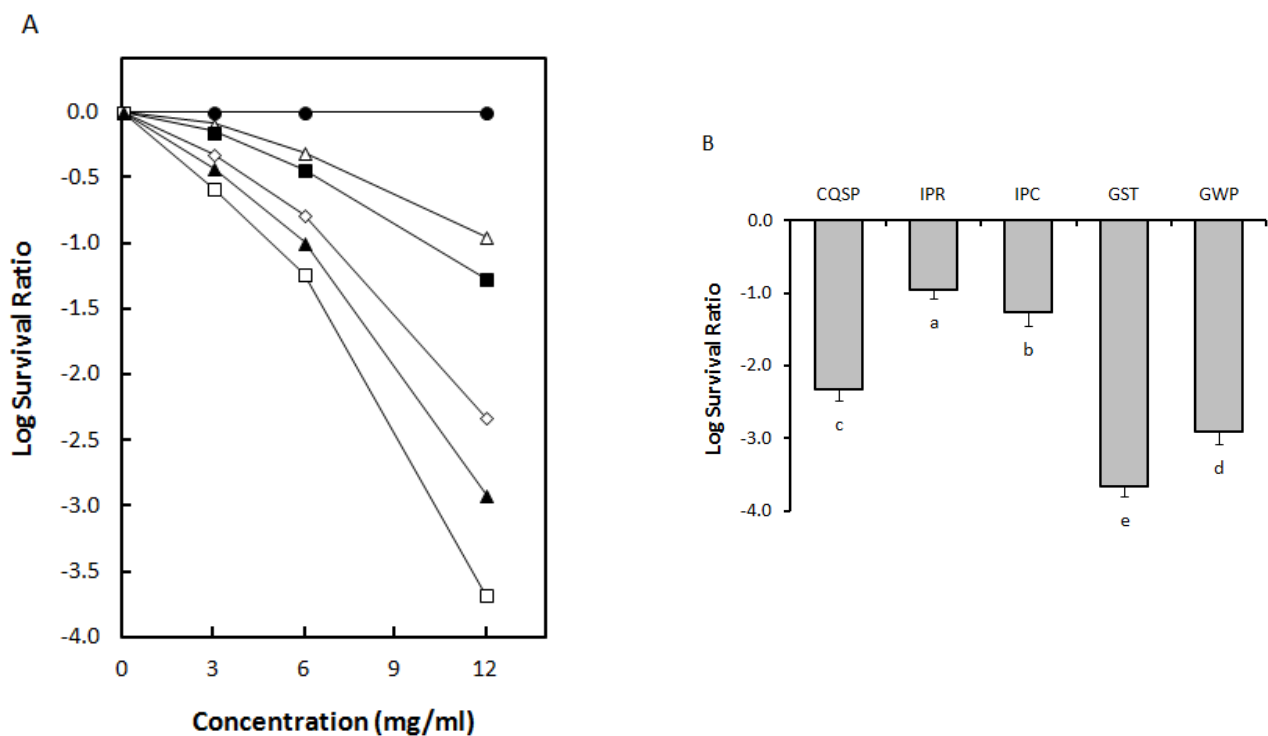 A
0.0
-0.5
-1.0
-1.5
-2.0
-2.5
-3.0
-3.5
-4.0
Log Survival Ratio
0 3 6 9 12
Concentration (mg/ml)
B
CQSP IPR IPC GST GWP
0.0
-1.0
-2.0
-3.0
-4.0
Log Survival Ratio
a
b
c
d
e